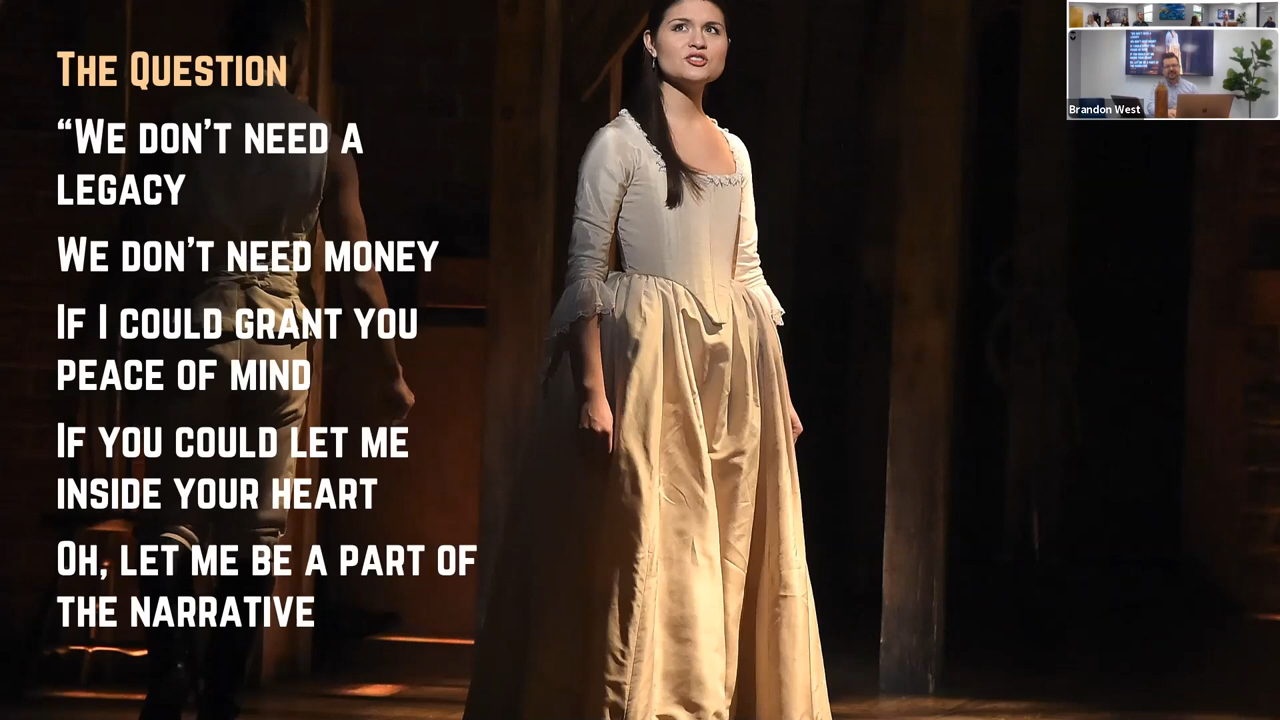 The Question
“We don’t need a
legacy
We don’t need money
If I could grant you
peace of mind
If you could let me
inside your heart
Oh, let me be a part of
the narrative
Brandon West